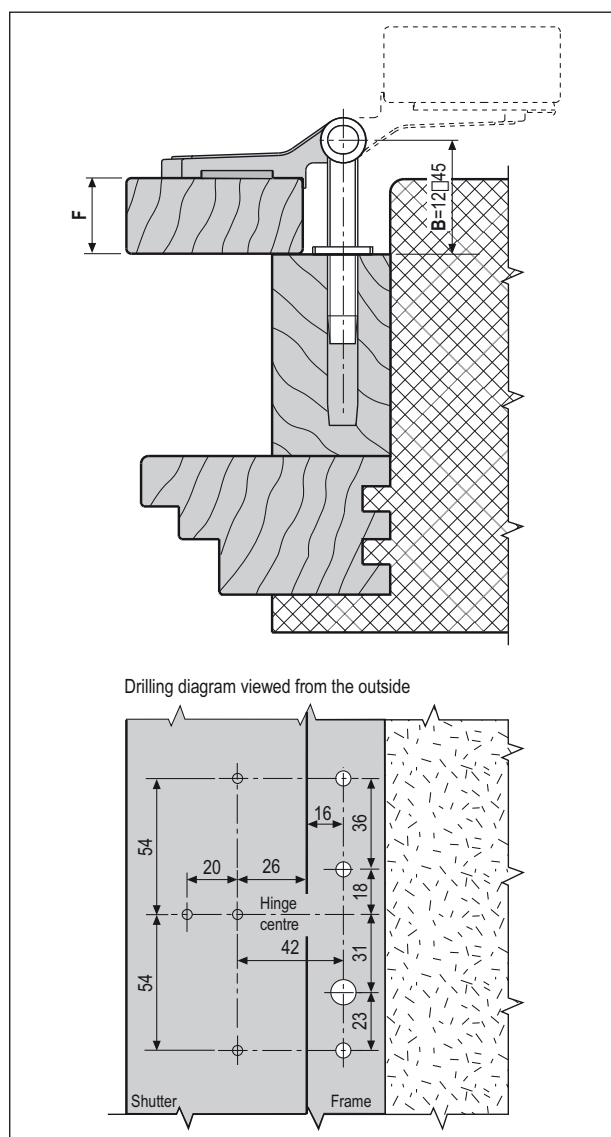 F
B=12□45
Drilling diagram viewed from the outside
16
36
54
20
26
18
Hinge
centre
42
31
54
23
Shutter
Frame